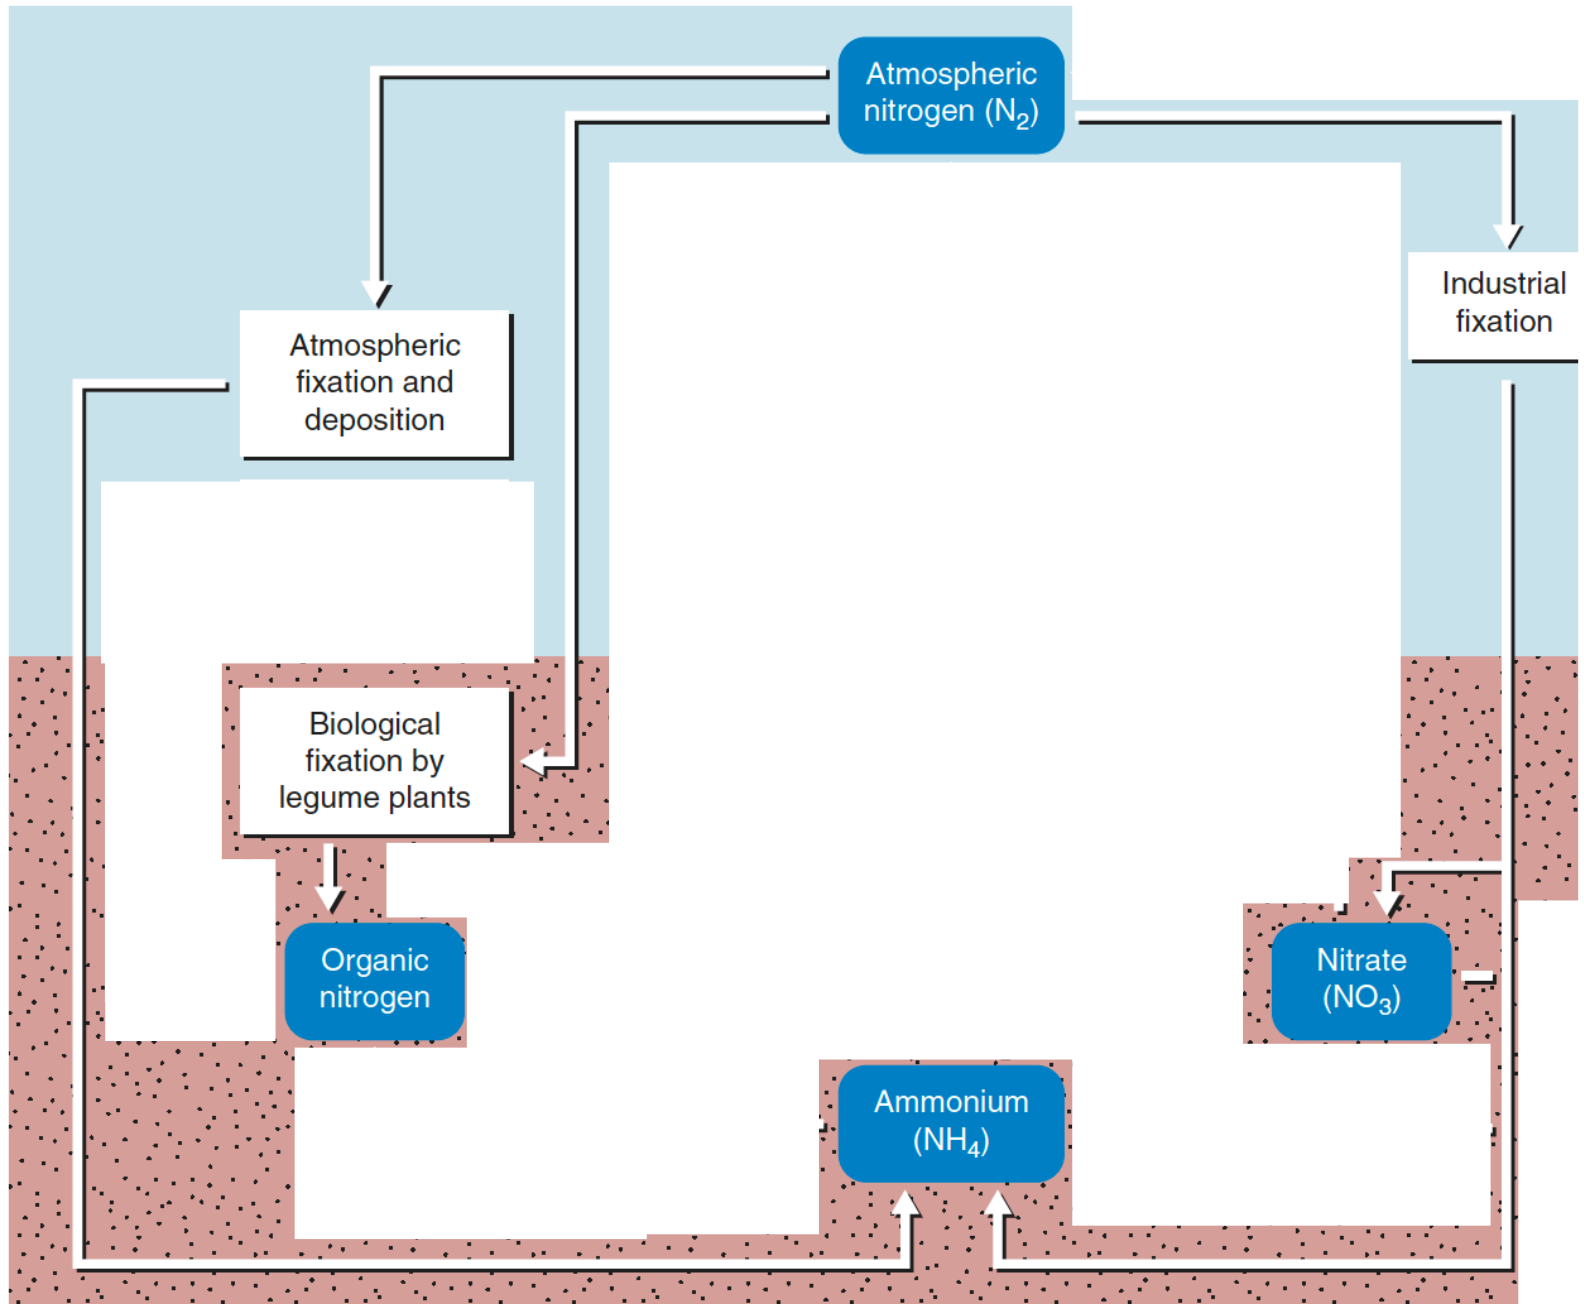 Atmospheric
nitrogen (N₂)
Industrial
fixation
Atmospheric
fixation and
deposition
Biological
fixation by
legume plants
Organic
nitrogen
Nitrate
(NO₃)
Ammonium
(NH₄)